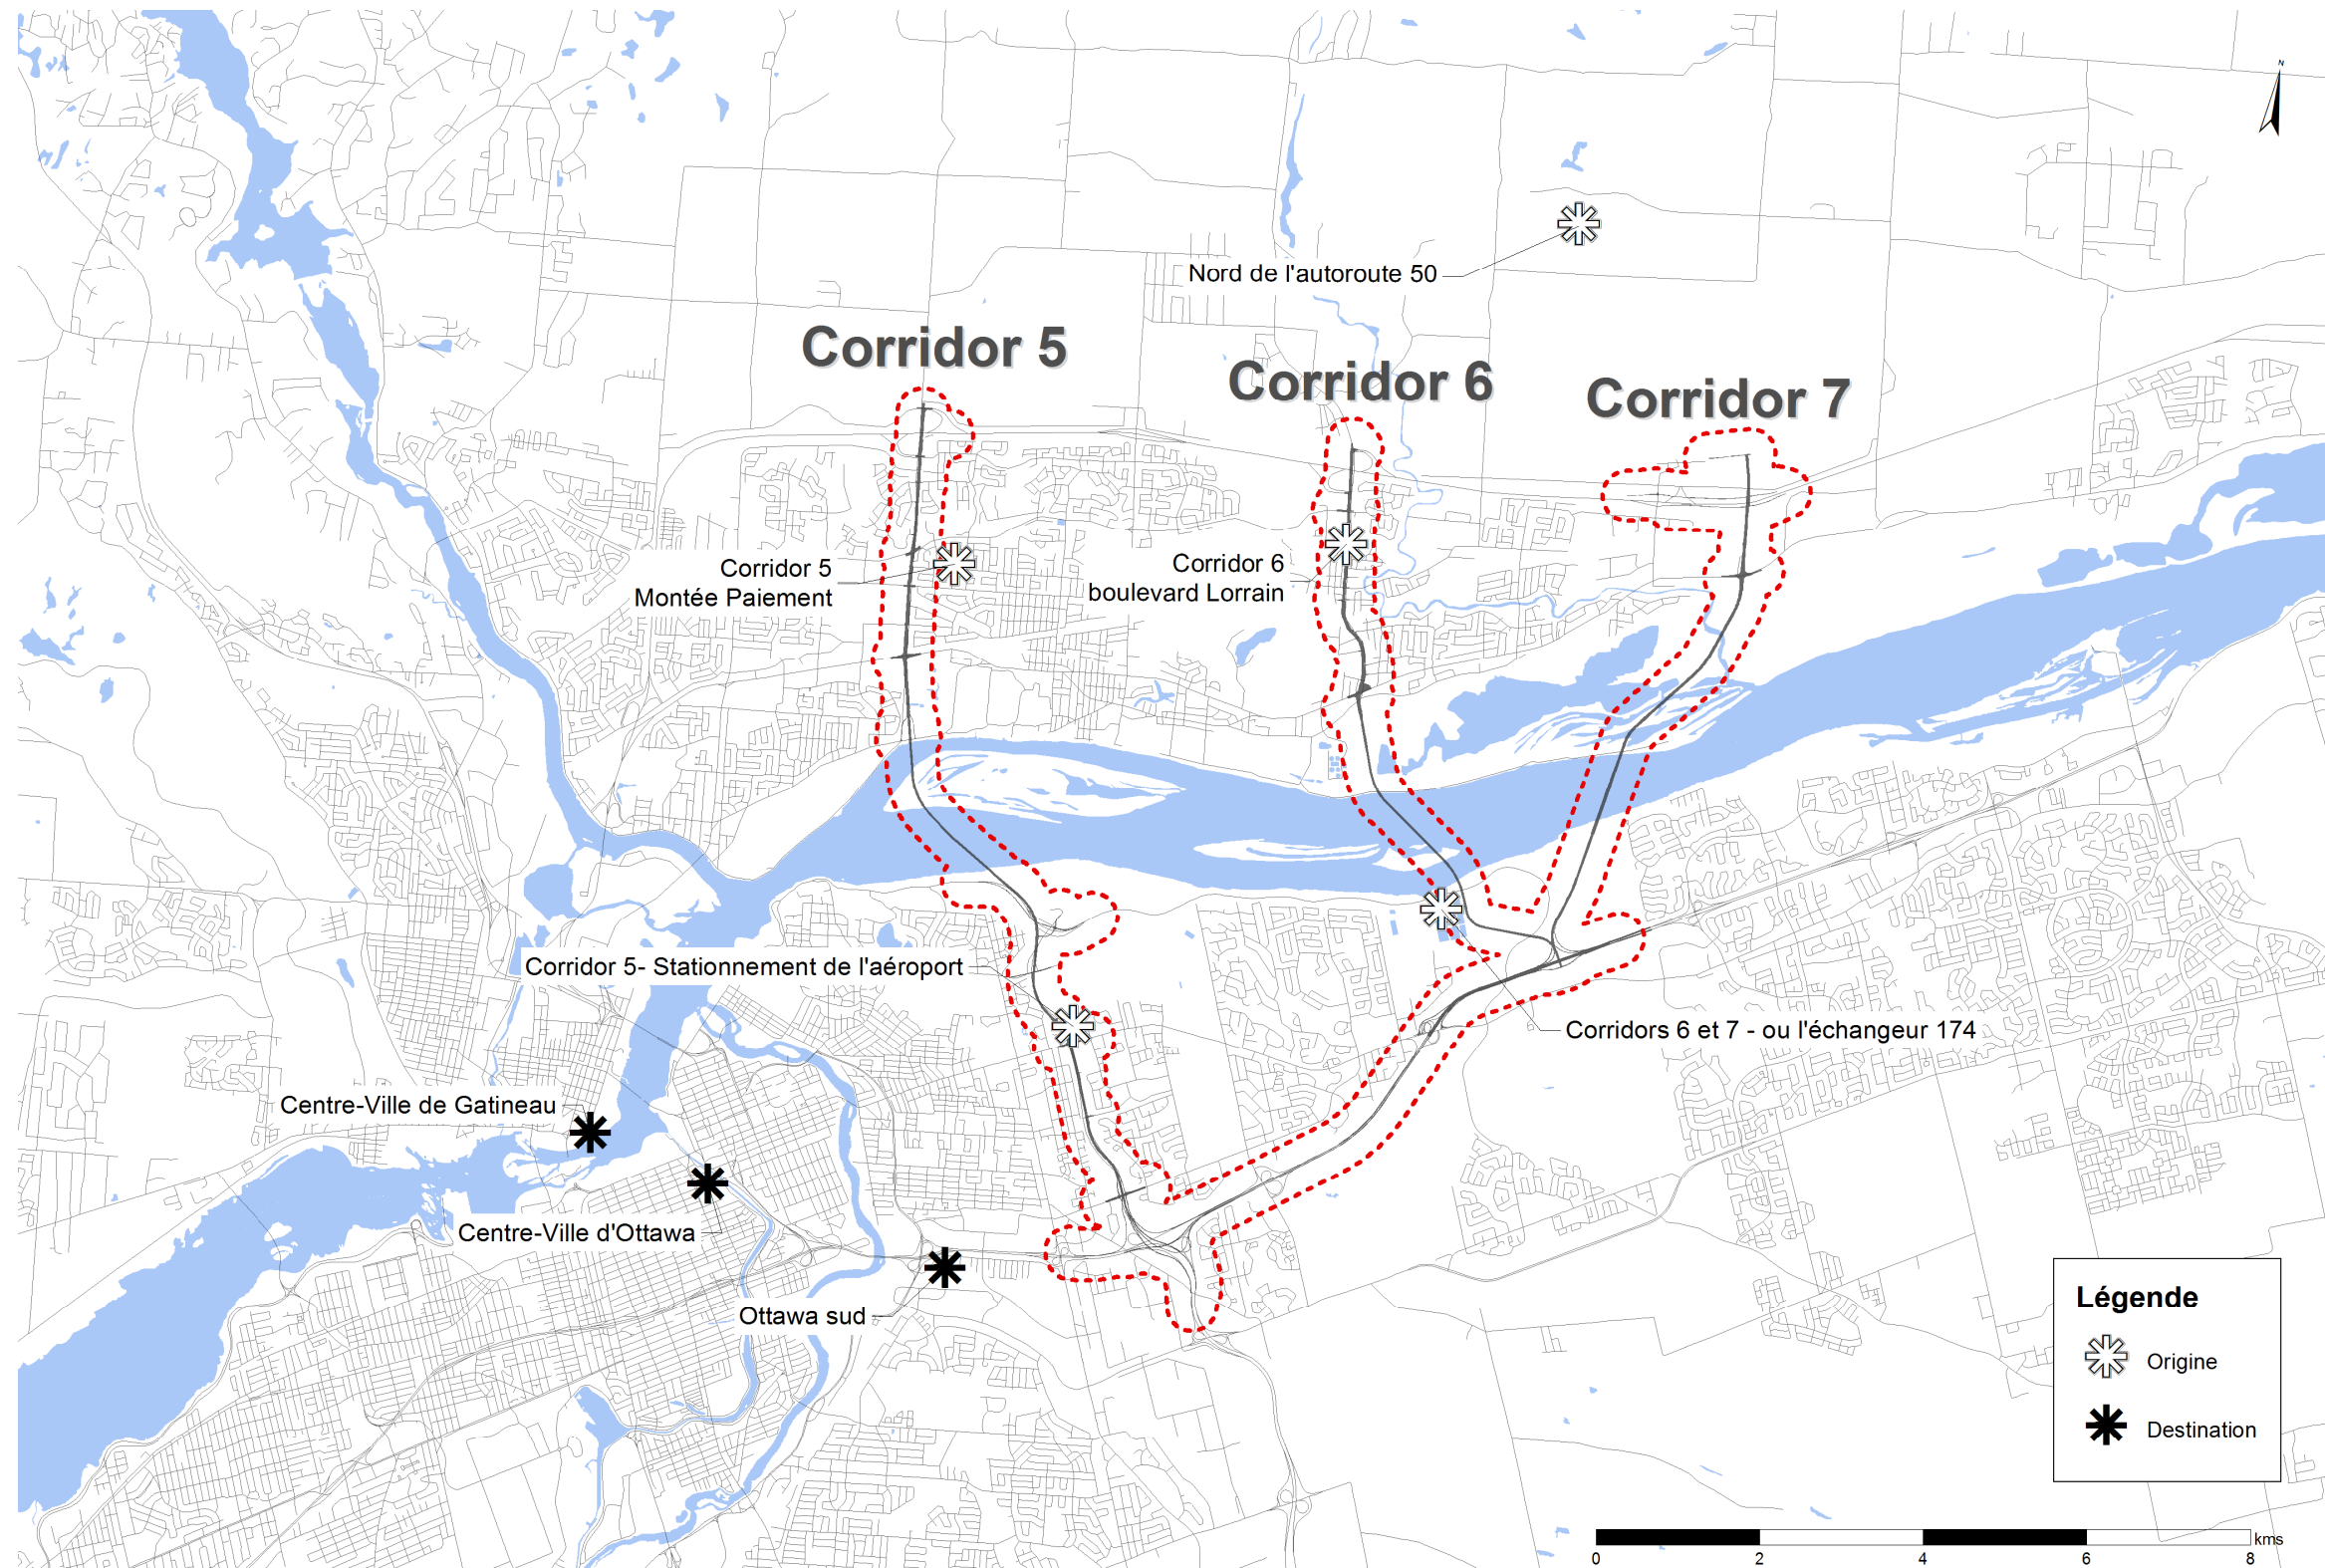 N
Nord de l'autoroute 50
Corridor 5
Corridor 6
Corridor 7
Corridor 5
Montée Paiement
Corridor 6
boulevard Lorrain
Corridor 5- Stationnement de l'aéroport
Corridors 6 et 7 - ou l'échangeur 174
Centre-Ville de Gatineau
Centre-Ville d'Ottawa
Ottawa sud
Légende
Origine
Destination
kms
0 2 4 6 8